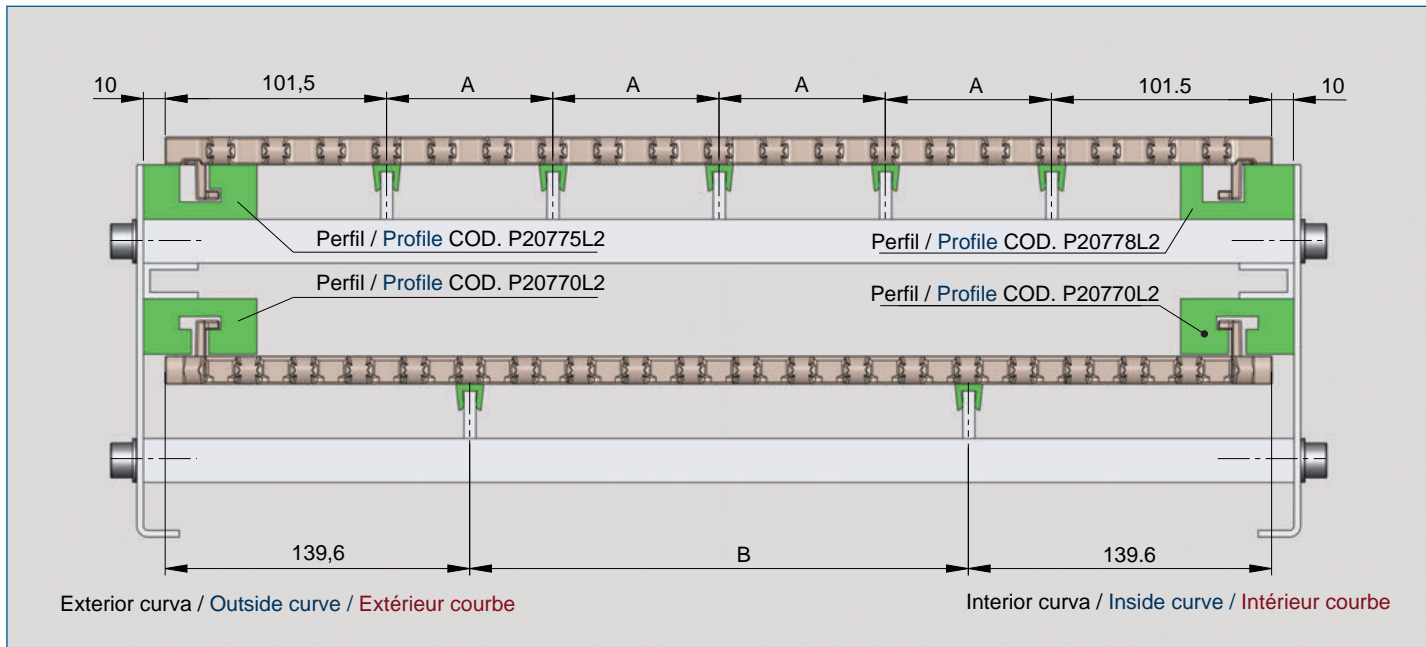 10 101,5 A A A A 101.5 10
Perfil / Profile COD. P20775L2
Perfil / Profile COD. P20778L2
Perfil / Profile COD. P20770L2
Perfil / Profile COD. P20770L2
139,6 B 139.6
Exterior curva / Outside curve / Extérieur courbe
Interior curva / Inside curve / Intérieur courbe